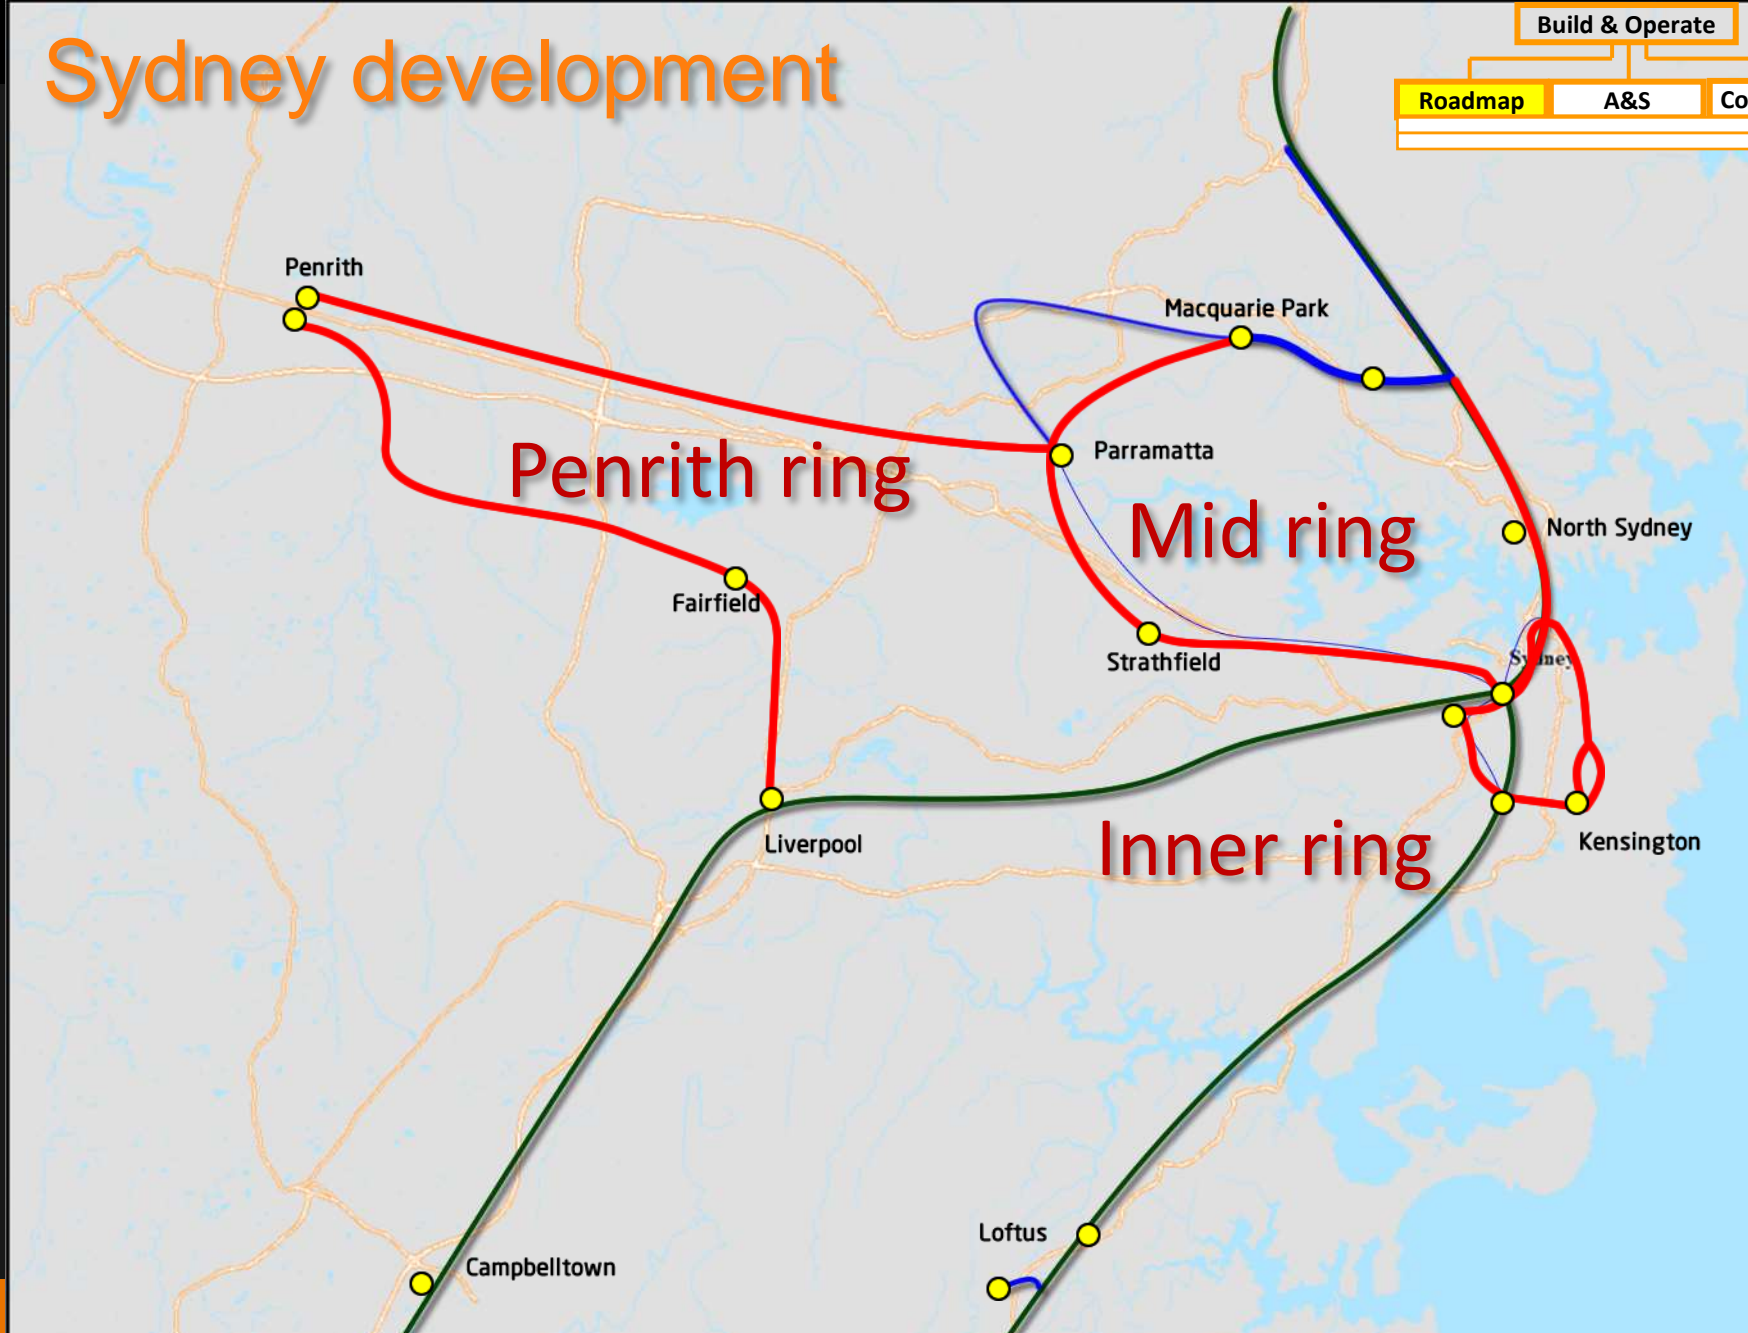 Sydney development
Build & Operate
Roadmap
A&S
Co
Penrith
Macquarie Park
Penrith ring
Parramatta
Mid ring
North Sydney
Fairfield
Strathfield
Sydney
Liverpool
Inner ring
Kensington
Loftus
Campbelltown